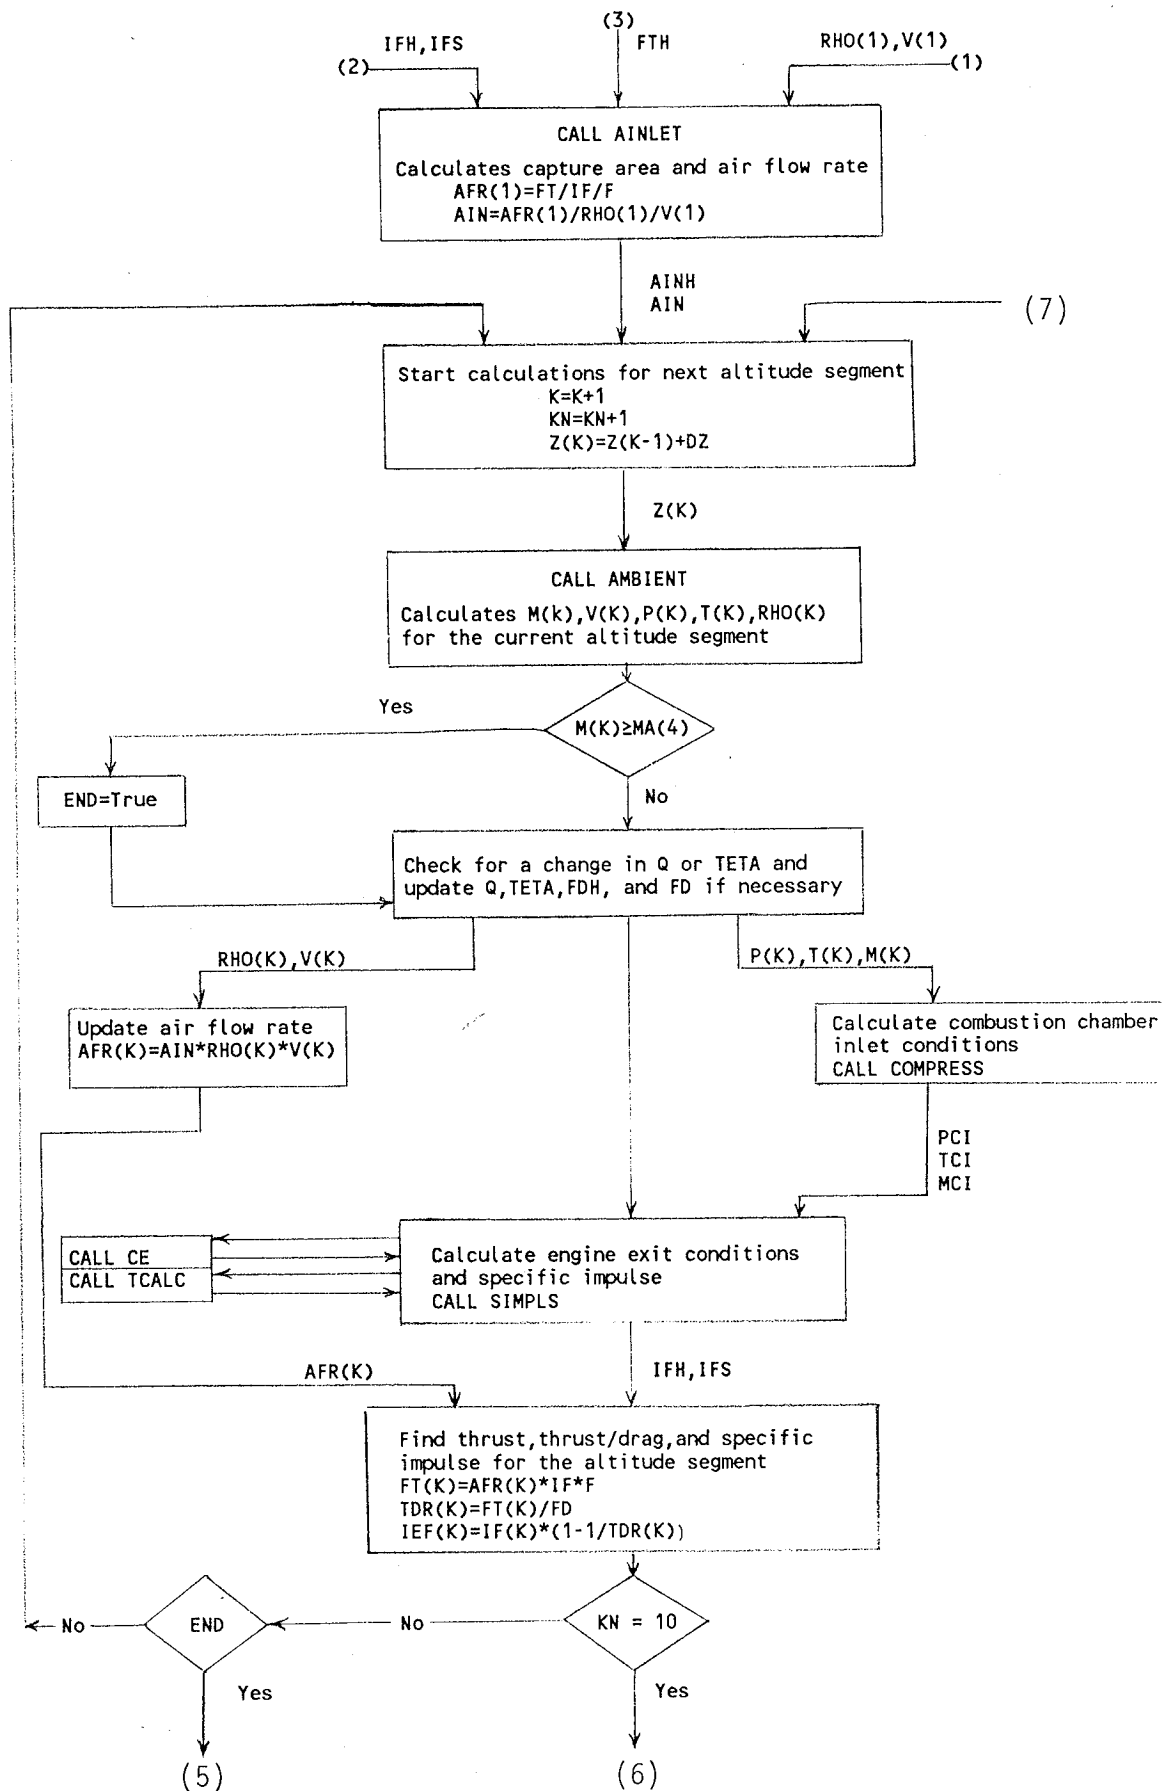 (3)
IFH,IFS
FTH
RHO(1),V(1)
(2)
(1)
CALL AINLET
Calculates capture area and air flow rate
AFR(1)=FT/IF/F
AIN=AFR(1)/RHO(1)/V(1)
AINH
AIN
(7)
Start calculations for next altitude segment
K=K+1
KN=KN+1
Z(K)=Z(K-1)+DZ
Z(K)
CALL AMBIENT
Calculates M(k),V(K),P(K),T(K),RHO(K)
for the current altitude segment
Yes
M(K)≥MA(4)
END=True
No
Check for a change in Q or TETA and
update Q,TETA,FDH, and FD if necessary
RHO(K),V(K)
P(K),T(K),M(K)
Update air flow rate
AFR(K)=AIN*RHO(K)*V(K)
Calculate combustion chamber
inlet conditions
CALL COMPRESS
PCI
TCI
MCI
CALL CE
CALL TCALC
Calculate engine exit conditions
and specific impulse
CALL SIMPLS
AFR(K)
IFH,IFS
Find thrust,thrust/drag,and specific
impulse for the altitude segment
FT(K)=AFR(K)*IF*F
TDR(K)=FT(K)/FD
IEF(K)=IF(K)*(1-1/TDR(K))
No
END
No
KN = 10
Yes
Yes
(5)
(6)